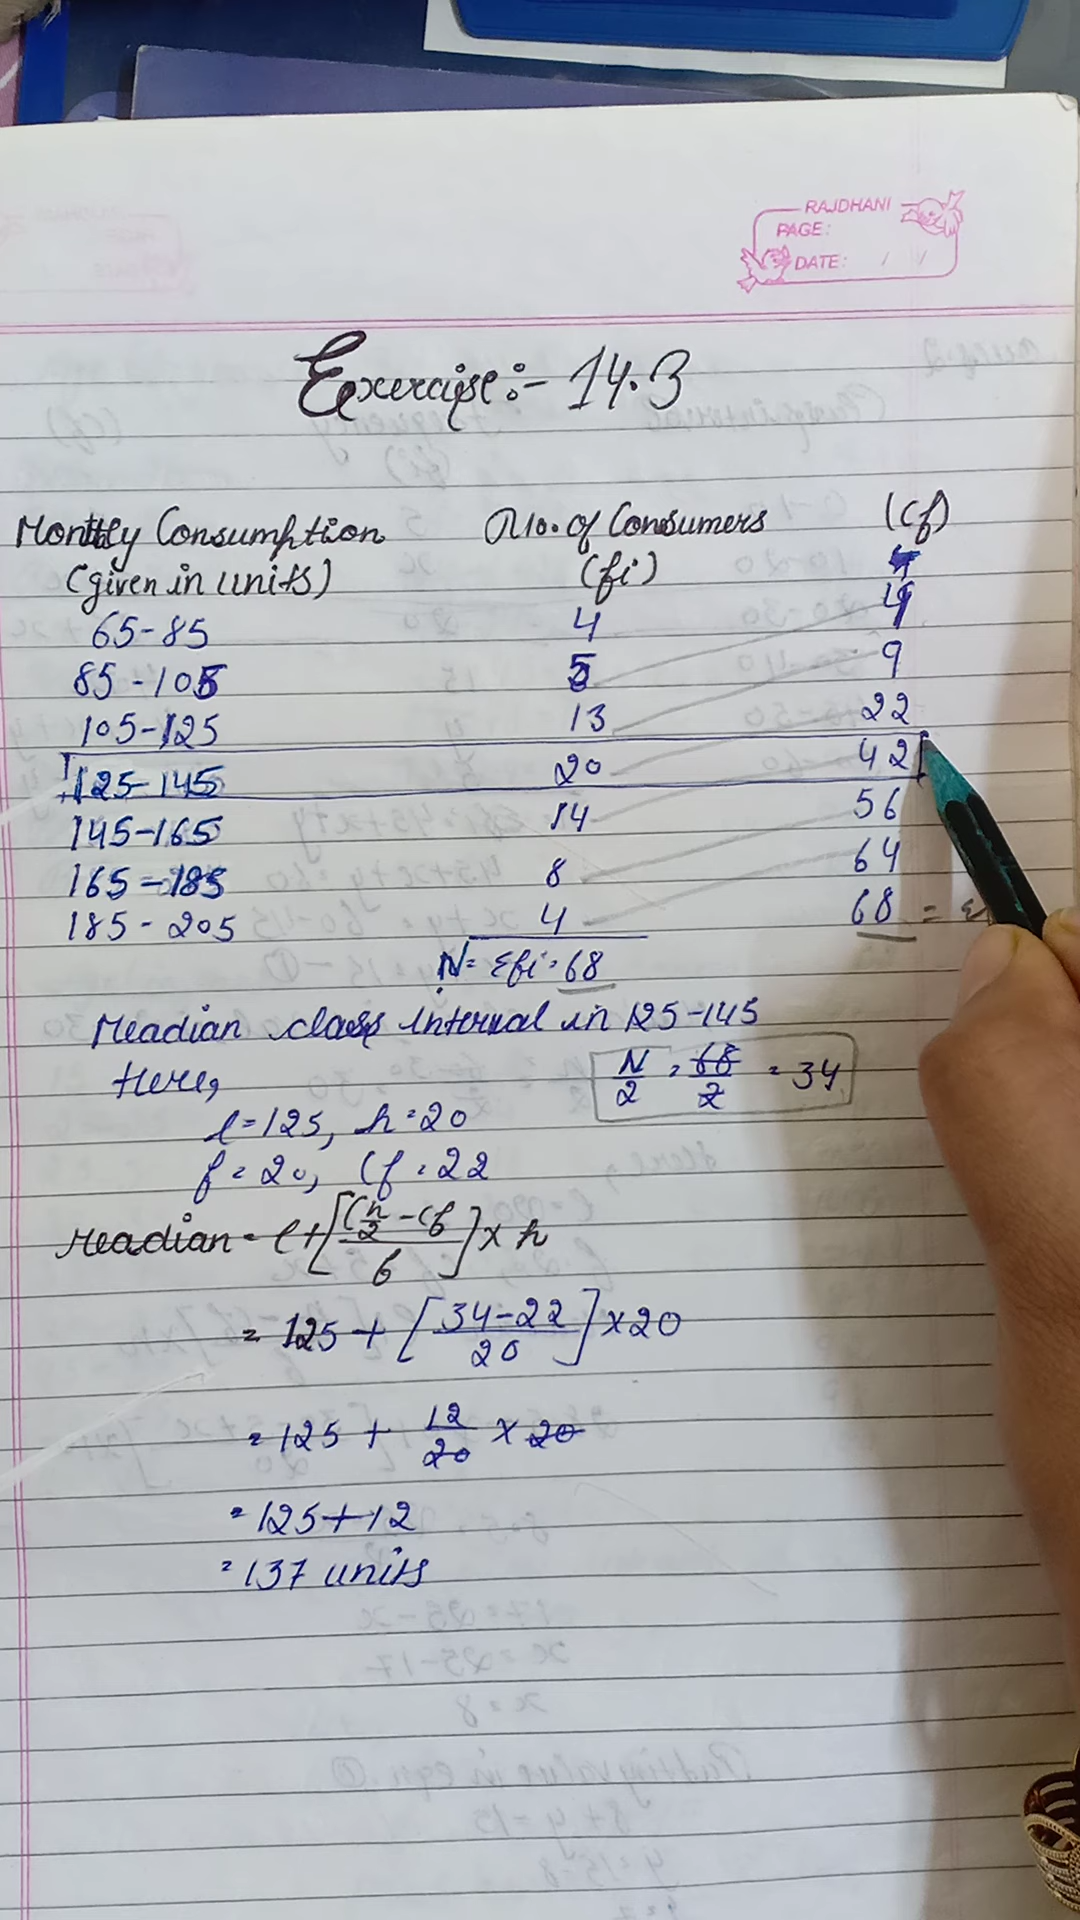 RAJDHANI
PAGE:
DATE: / /
Exercise:- 14.3
Monthly Consumption No. of Consumers (Cf)
(given in units) (fi)
65-85 4 4
85-105 5 9
105-125 13 22
125-145 20 42
145-165 14 56
165-185 8 64
185-205 4 68 =
N= Σfi=68
Meadian class Interval in 125-145
Here, N/2 = 68/2 = 34
l=125, h=20
f=20, Cf=22
Meadian = l+[(n/2-cf)/f]×h
= 125+[34-22/20]×20
= 125+12/20×20
= 125+12
= 137 units